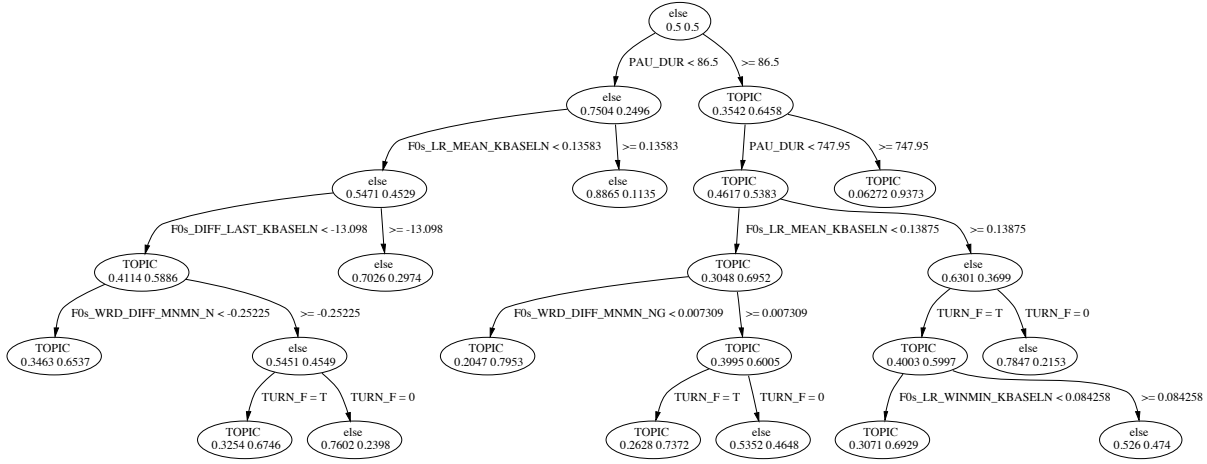 else
0.5 0.5
PAU_DUR < 86.5
>= 86.5
else
0.7504 0.2496
TOPIC
0.3542 0.6458
F0s_LR_MEAN_KBASELN < 0.13583
>= 0.13583
PAU_DUR < 747.95
>= 747.95
else
0.5471 0.4529
else
0.8865 0.1135
TOPIC
0.4617 0.5383
TOPIC
0.06272 0.9373
F0s_DIFF_LAST_KBASELN < -13.098
>= -13.098
F0s_LR_MEAN_KBASELN < 0.13875
>= 0.13875
TOPIC
0.4114 0.5886
else
0.7026 0.2974
TOPIC
0.3048 0.6952
else
0.6301 0.3699
F0s_WRD_DIFF_MNMN_N < -0.25225
>= -0.25225
F0s_WRD_DIFF_MNMN_NG < 0.007309
>= 0.007309
TURN_F = T
TURN_F = 0
TOPIC
0.3463 0.6537
else
0.5451 0.4549
TOPIC
0.2047 0.7953
TOPIC
0.3995 0.6005
TOPIC
0.4003 0.5997
else
0.7847 0.2153
TURN_F = T
TURN_F = 0
TURN_F = T
TURN_F = 0
F0s_LR_WINMIN_KBASELN < 0.084258
>= 0.084258
TOPIC
0.3254 0.6746
else
0.7602 0.2398
TOPIC
0.2628 0.7372
else
0.5352 0.4648
TOPIC
0.3071 0.6929
else
0.526 0.474